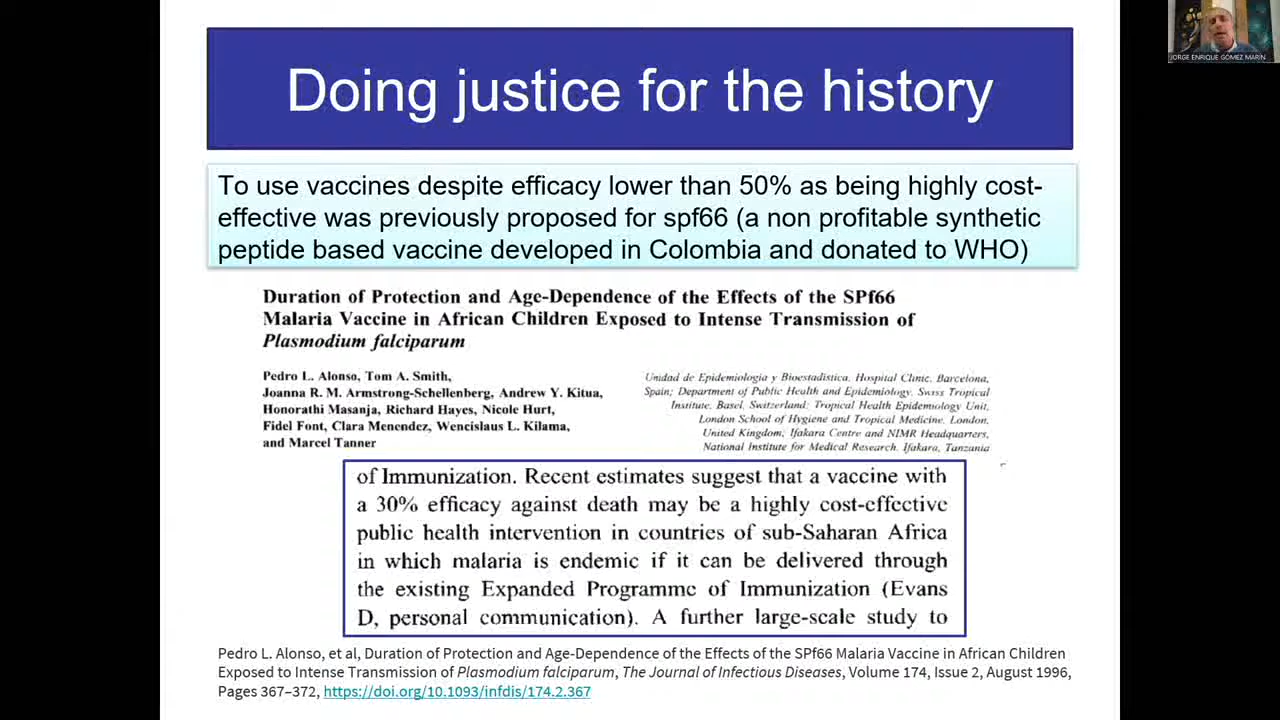 JORGE ENRIQUE GÓMEZ MARÍN
Doing justice for the history
To use vaccines despite efficacy lower than 50% as being highly cost-
effective was previously proposed for spf66 (a non profitable synthetic
peptide based vaccine developed in Colombia and donated to WHO)
Duration of Protection and Age-Dependence of the Effects of the SPf66
Malaria Vaccine in African Children Exposed to Intense Transmission of
Plasmodium falciparum
Pedro L. Alonso, Tom A. Smith,
Joanna R. M. Armstrong-Schellenberg, Andrew Y. Kitua,
Honorathi Masanja, Richard Hayes, Nicole Hurt,
Fidel Font, Clara Menendez, Wencislaus L. Kilama,
and Marcel Tanner
Unidad de Epidemiologia y Bioestadistica, Hospital Clinic, Barcelona,
Spain; Department of Public Health and Epidemiology, Swiss Tropical
Institute, Basel, Switzerland; Tropical Health Epidemiology Unit,
London School of Hygiene and Tropical Medicine, London,
United Kingdom; Ifakara Centre and NIMR Headquarters,
National Institute for Medical Research, Ifakara, Tanzania
of Immunization. Recent estimates suggest that a vaccine with
a 30% efficacy against death may be a highly cost-effective
public health intervention in countries of sub-Saharan Africa
in which malaria is endemic if it can be delivered through
the existing Expanded Programme of Immunization (Evans
D, personal communication). A further large-scale study to
Pedro L. Alonso, et al, Duration of Protection and Age-Dependence of the Effects of the SPf66 Malaria Vaccine in African Children
Exposed to Intense Transmission of Plasmodium falciparum, The Journal of Infectious Diseases, Volume 174, Issue 2, August 1996,
Pages 367–372, https://doi.org/10.1093/infdis/174.2.367